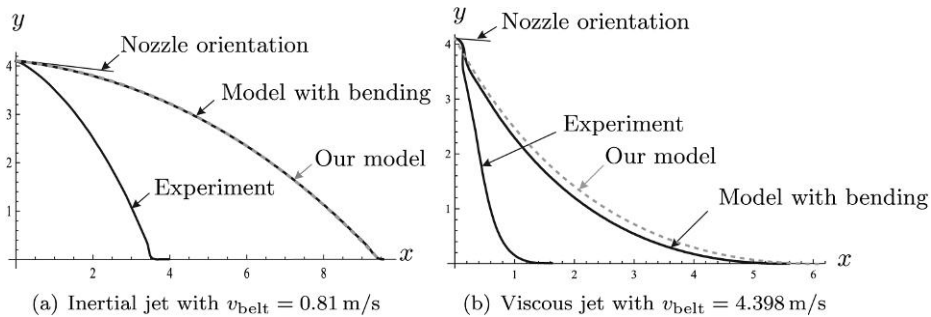 y
Nozzle orientation
4
Model with bending
3
Our model
2
Experiment
1
x
2 4 6 8
(a) Inertial jet with v_belt = 0.81 m/s
y
Nozzle orientation
4
3
Experiment
Our model
2
Model with bending
1
x
1 2 3 4 5 6
(b) Viscous jet with v_belt = 4.398 m/s